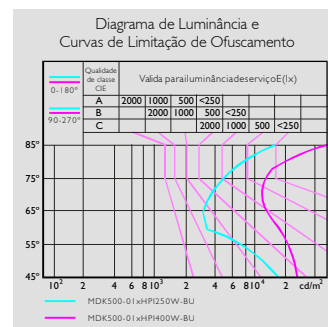 Diagrama de Luminância e
Curvas de Limitação de Ofuscamento
Qualidade
de classe
CIE
Valida parailuminânciadeserviçoE(lx)
0-180°
90-270°
A 2000 1000 500 <250
B 2000 1000 500 <250
C 2000 1000 500 <250
85°
75°
65°
55°
45°
10² 2 4 6 8 10³ 2 4 6 8 10⁴ 2 cd/m²
MDK500-01xHPI250W-BU
MDK500-01xHPI400W-BU